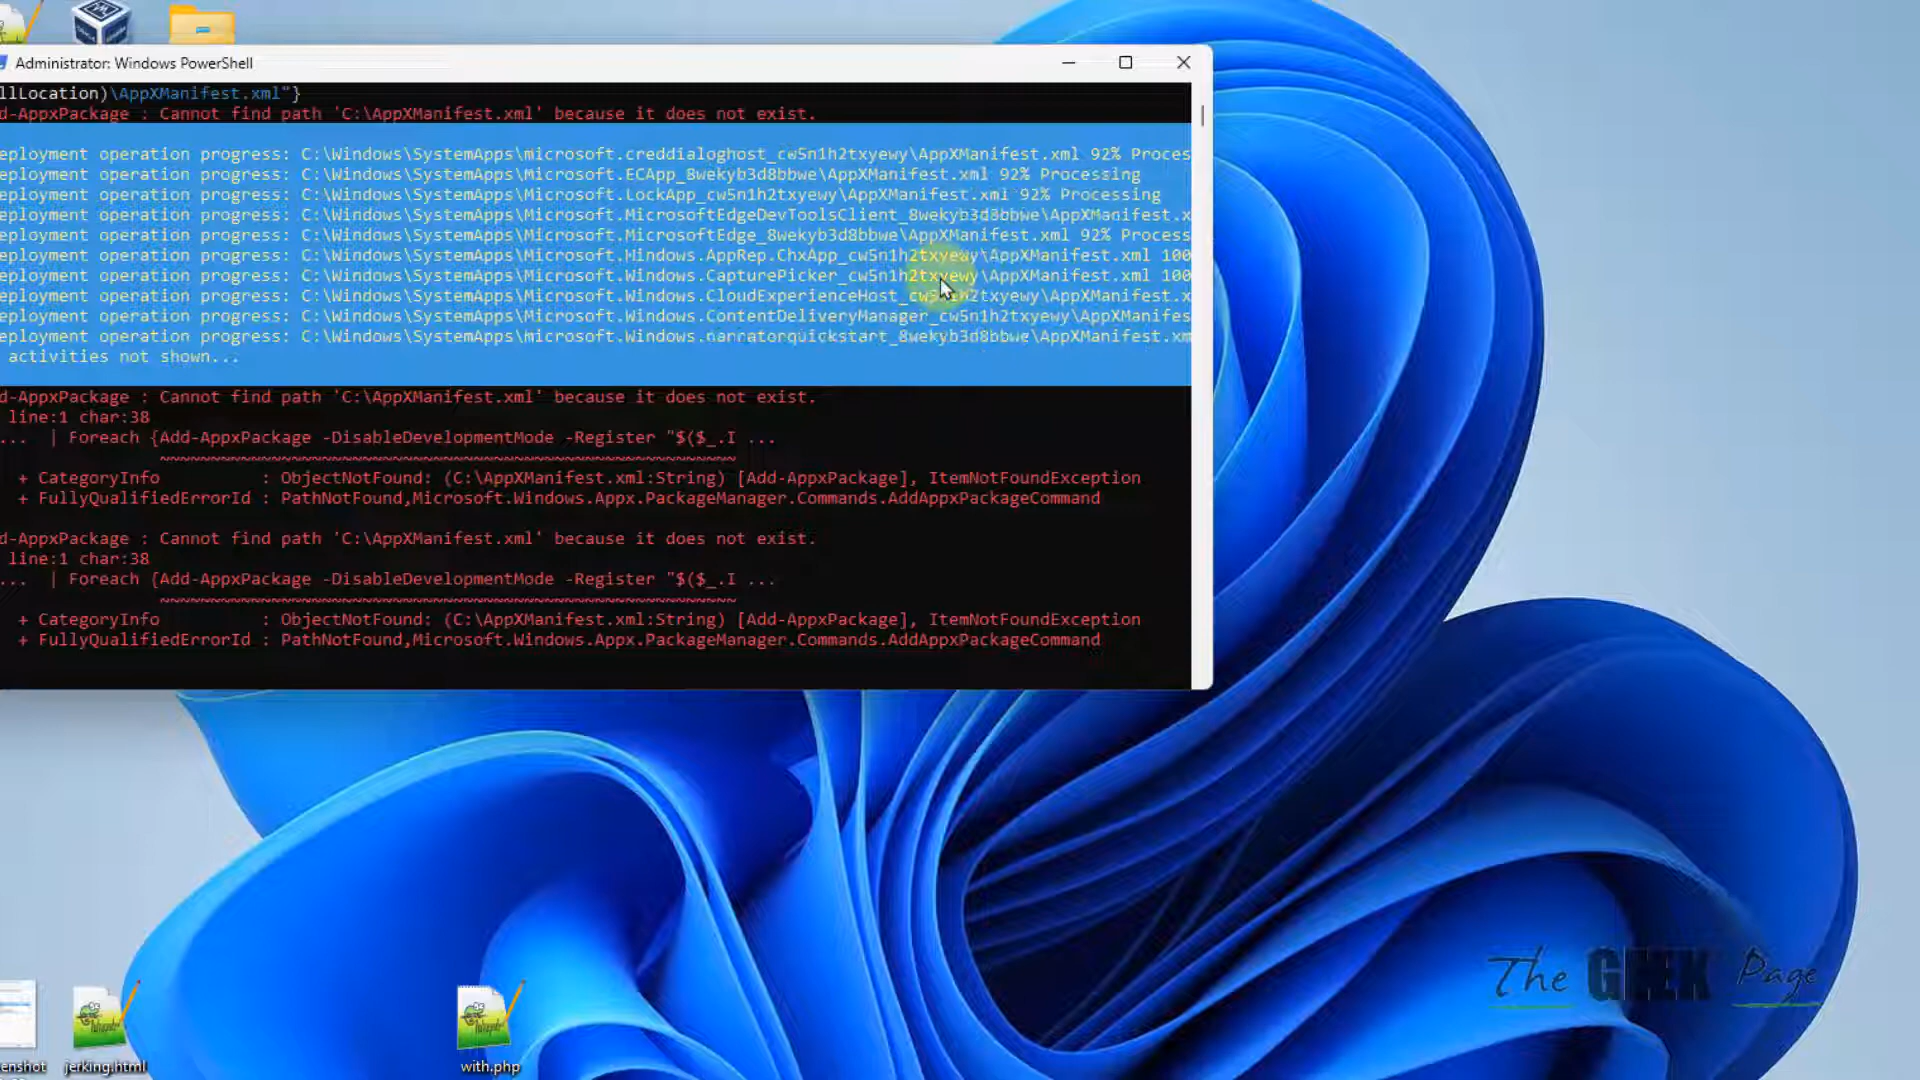 Administrator: Windows PowerShell
llLocation)\AppXManifest.xml"}
d-AppxPackage : Cannot find path 'C:\AppXManifest.xml' because it does not exist.
eployment operation progress: C:\Windows\SystemApps\microsoft.creddialoghost_cw5n1h2txyewy\AppXManifest.xml 92% Proces
eployment operation progress: C:\Windows\SystemApps\Microsoft.ECApp_8wekyb3d8bbwe\AppXManifest.xml 92% Processing
eployment operation progress: C:\Windows\SystemApps\Microsoft.LockApp_cw5n1h2txyewy\AppXManifest.xml 92% Processing
eployment operation progress: C:\Windows\SystemApps\Microsoft.MicrosoftEdgeDevToolsClient_8wekyb3d8bbwe\AppXManifest.x
eployment operation progress: C:\Windows\SystemApps\Microsoft.MicrosoftEdge_8wekyb3d8bbwe\AppXManifest.xml 92% Process
eployment operation progress: C:\Windows\SystemApps\Microsoft.Windows.AppRep.ChxApp_cw5n1h2txyewy\AppXManifest.xml 100
eployment operation progress: C:\Windows\SystemApps\Microsoft.Windows.CapturePicker_cw5n1h2txyewy\AppXManifest.xml 100
eployment operation progress: C:\Windows\SystemApps\Microsoft.Windows.CloudExperienceHost_cw5n1h2txyewy\AppXManifest.x
eployment operation progress: C:\Windows\SystemApps\Microsoft.Windows.ContentDeliveryManager_cw5n1h2txyewy\AppXManifes
eployment operation progress: C:\Windows\SystemApps\Microsoft.Windows.narratorquickstart_8wekyb3d8bbwe\AppXManifest.xm
activities not shown...
d-AppxPackage : Cannot find path 'C:\AppXManifest.xml' because it does not exist.
line:1 char:38
... | Foreach {Add-AppxPackage -DisableDevelopmentMode -Register "$($_.I ...
~~~~~~~~~~~~~~~~~~~~~~~~~~~~~~~~~~~~~~~~~~~~~~~~~~~~~~~~~
+ CategoryInfo : ObjectNotFound: (C:\AppXManifest.xml:String) [Add-AppxPackage], ItemNotFoundException
+ FullyQualifiedErrorId : PathNotFound,Microsoft.Windows.Appx.PackageManager.Commands.AddAppxPackageCommand
d-AppxPackage : Cannot find path 'C:\AppXManifest.xml' because it does not exist.
line:1 char:38
... | Foreach {Add-AppxPackage -DisableDevelopmentMode -Register "$($_.I ...
~~~~~~~~~~~~~~~~~~~~~~~~~~~~~~~~~~~~~~~~~~~~~~~~~~~~~~~~~
+ CategoryInfo : ObjectNotFound: (C:\AppXManifest.xml:String) [Add-AppxPackage], ItemNotFoundException
+ FullyQualifiedErrorId : PathNotFound,Microsoft.Windows.Appx.PackageManager.Commands.AddAppxPackageCommand
The GEEK Page
enshot
jerking.html
with.php